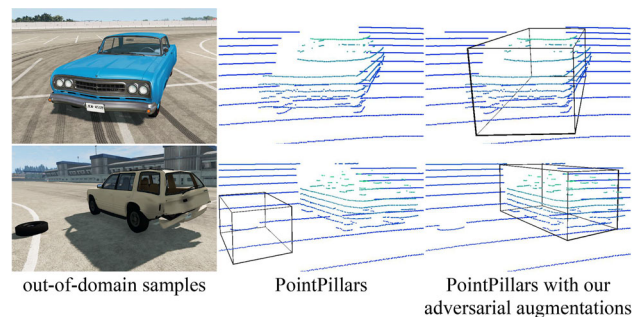 out-of-domain samples
PointPillars
PointPillars with our
adversarial augmentations